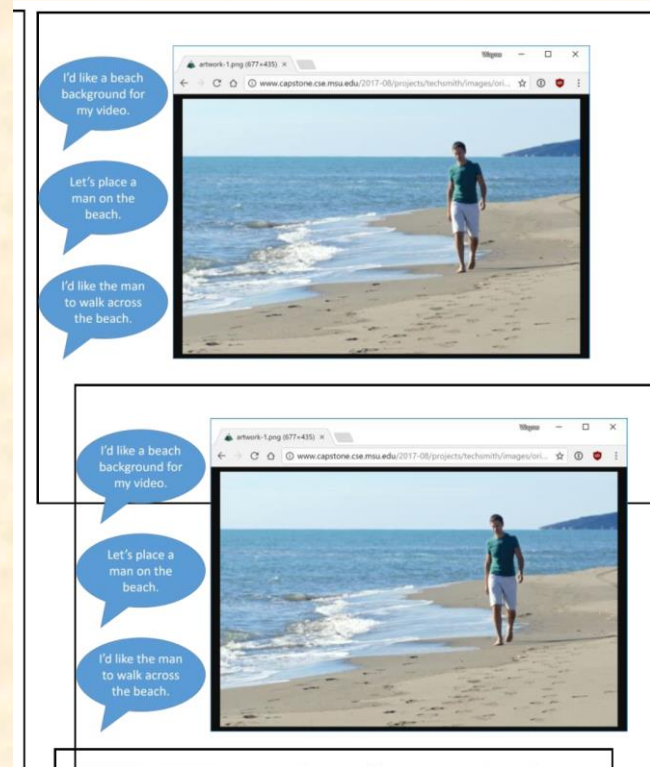 I'd like a beach
background for
my video.
Let's place a
man on the
beach.
I'd like the man
to walk across
the beach.
artwork-1.png (677×435)
Wayne
www.capstone.cse.msu.edu/2017-08/projects/techsmith/images/ori...
I'd like a beach
background for
my video.
Let's place a
man on the
beach.
I'd like the man
to walk across
the beach.
artwork-1.png (677×435)
Wayne
www.capstone.cse.msu.edu/2017-08/projects/techsmith/images/ori...